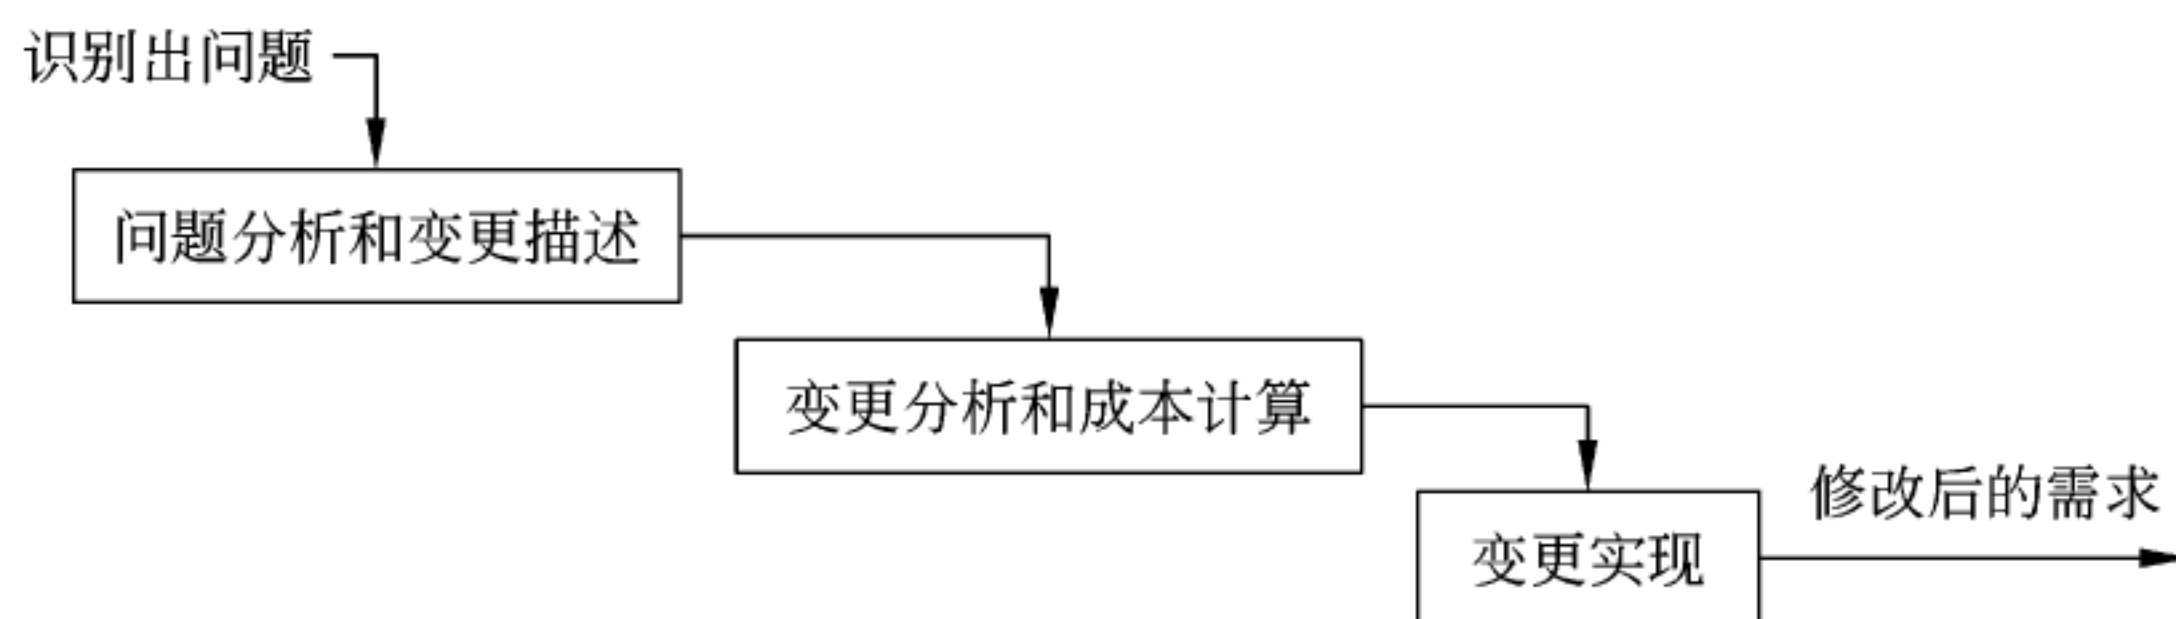 识别出问题
问题分析和变更描述
变更分析和成本计算
修改后的需求
变更实现